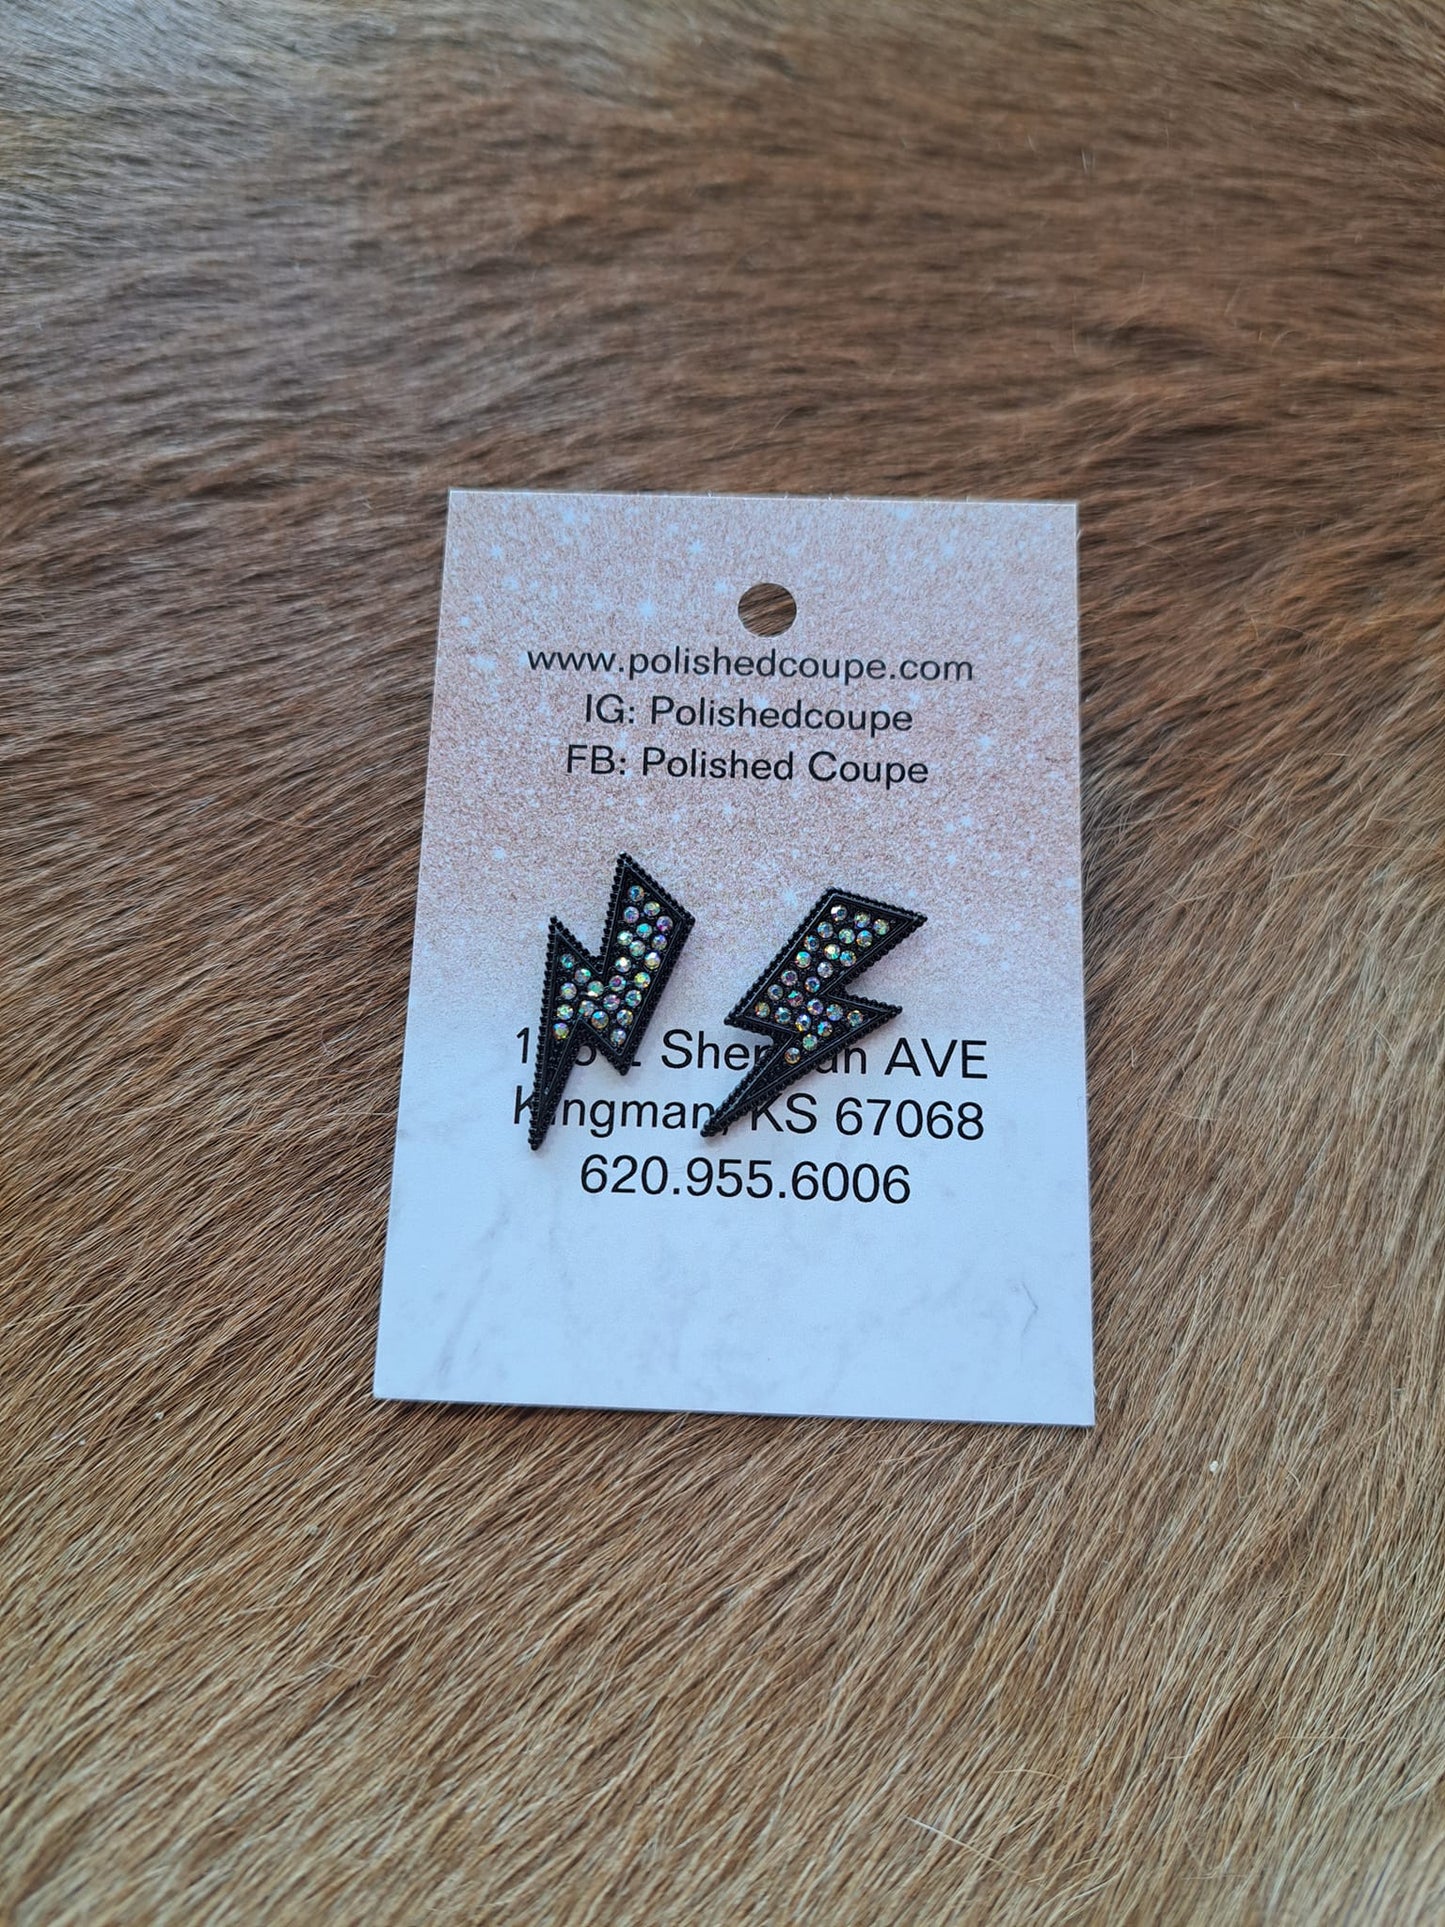 www.polishedcoupe.com
IG: Polishedcoupe
FB: Polished Coupe
AVE
KS 67068
620.955.6006